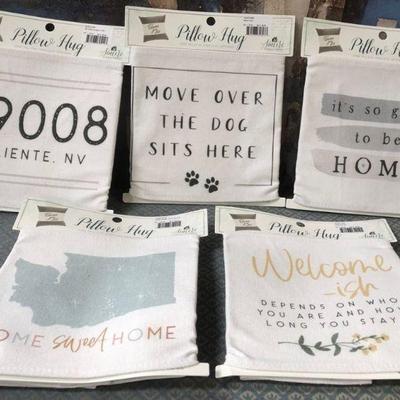 Pillow Hug
Pillow Hug
Pillow Hug
9008
LIENTE, NV
MOVE OVER
THE DOG
SITS HERE
it's so g
to be
HOM
Pillow Hug
Pillow Hug
OME sweet HOME
Welcome
-ish
DEPENDS ON WHO
YOU ARE AND HOW
LONG YOU STAY